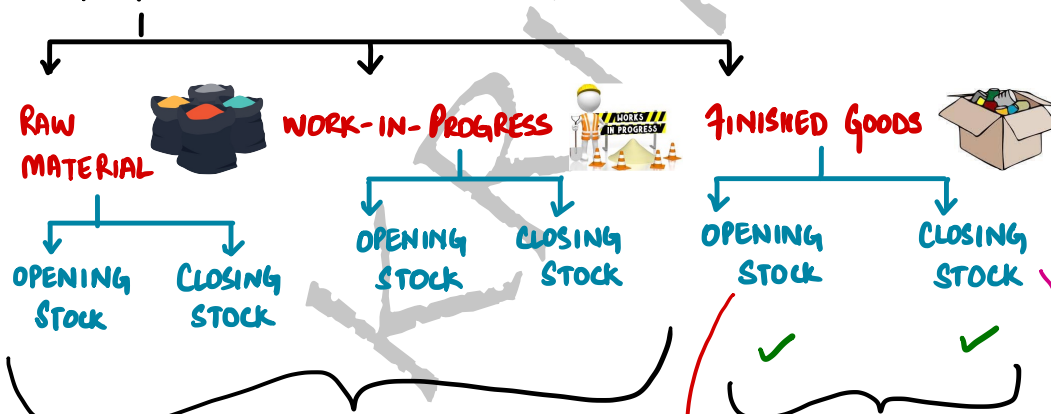 RAW
MATERIAL
WORK-IN-PROGRESS
WORKS
IN PROGRESS
FINISHED GOODS
OPENING
STOCK
CLOSING
STOCK
OPENING
STOCK
CLOSING
STOCK
OPENING
STOCK
CLOSING
STOCK